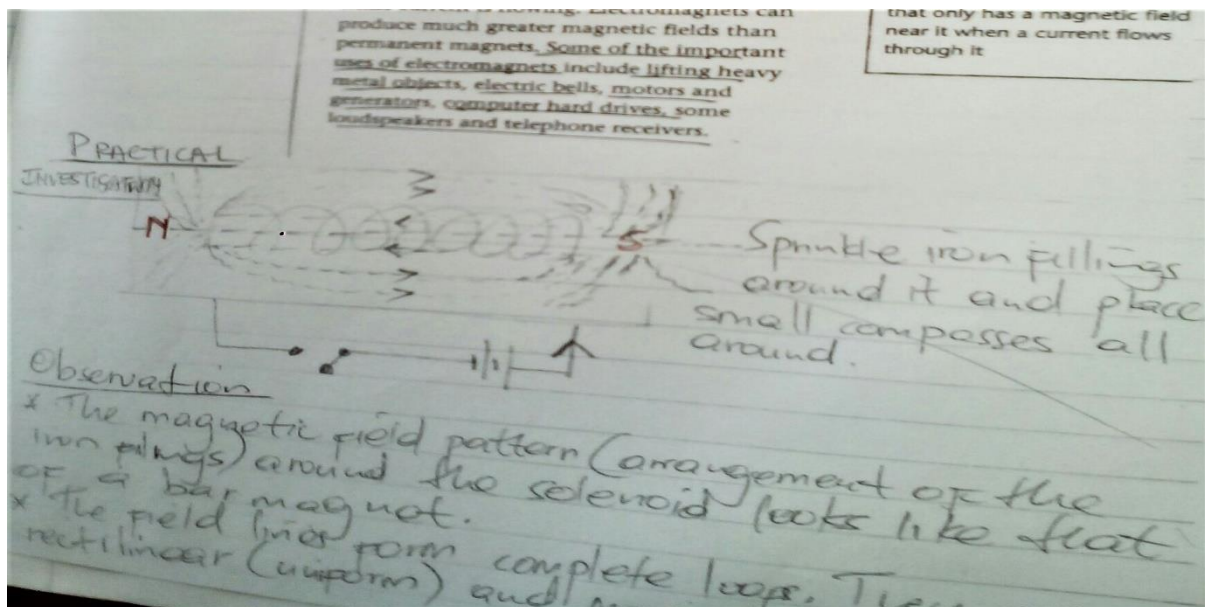 flowing. Electromagnets can
produce much greater magnetic fields than
permanent magnets. Some of the important
uses of electromagnets include lifting heavy
metal objects, electric bells, motors and
generators, computer hard drives, some
loudspeakers and telephone receivers.
that only has a magnetic field
near it when a current flows
through it
PRACTICAL
N
S
Sprinkle iron fillings
around it and place
small compasses all
around.
Observation
* The magnetic field pattern (arrangement of the
iron filings) around the solenoid looks like that
of a bar magnet.
* The field lines form complete loops.
rectilinear (uniform) and